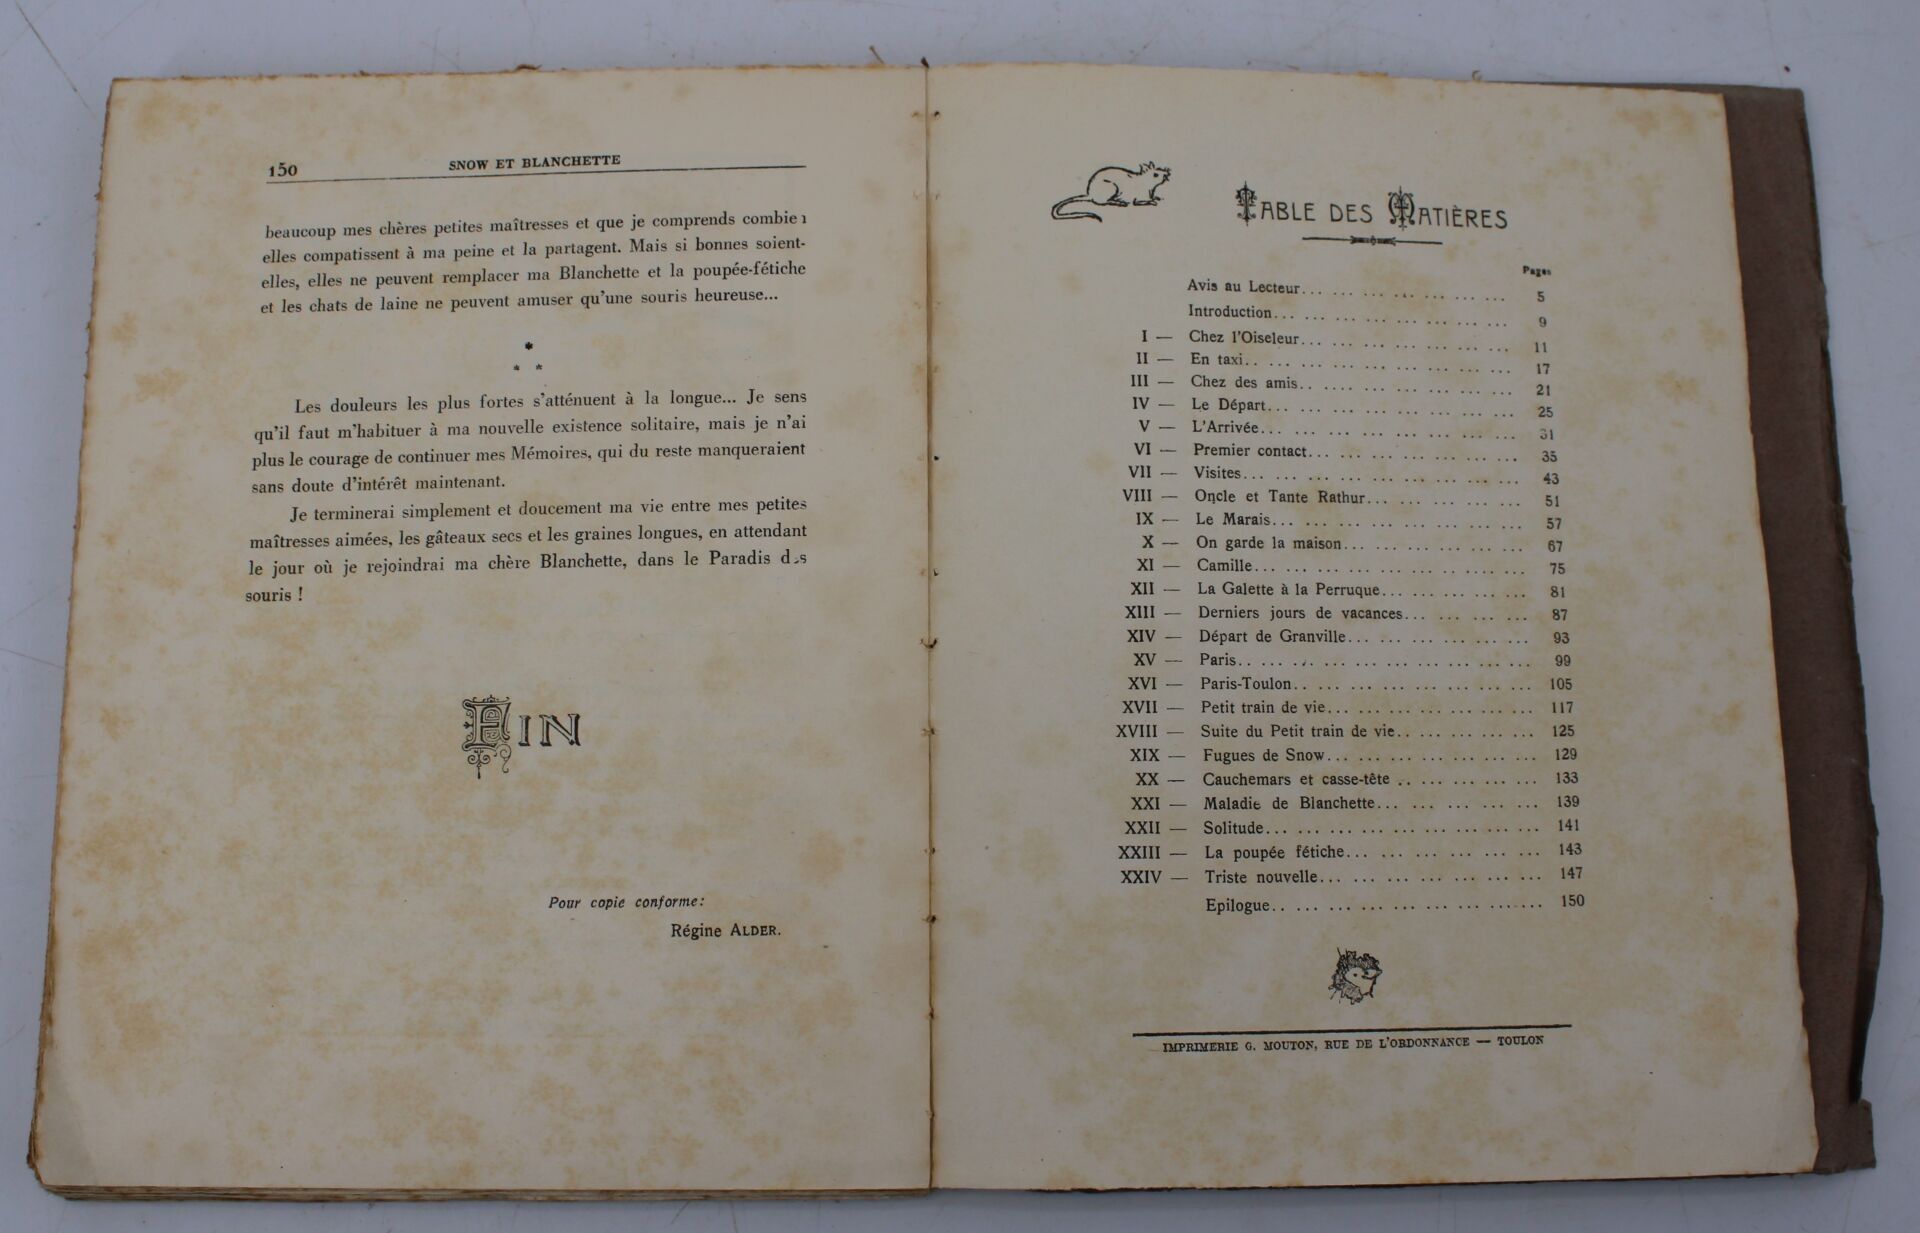 150
SNOW ET BLANCHETTE
beaucoup mes chères petites maîtresses et que je comprends combie
elles compatissent à ma peine et la partagent. Mais si bonnes soient-
elles, elles ne peuvent remplacer ma Blanchette et la poupée-fétiche
et les chats de laine ne peuvent amuser qu'une souris heureuse...
*
* *
Les douleurs les plus fortes s'atténuent à la longue... Je sens
qu'il faut m'habituer à ma nouvelle existence solitaire, mais je n'ai
plus le courage de continuer mes Mémoires, qui du reste manqueraient
sans doute d'intérêt maintenant.
Je terminerai simplement et doucement ma vie entre mes petites
maîtresses aimées, les gâteaux secs et les graines longues, en attendant
le jour où je rejoindrai ma chère Blanchette, dans le Paradis des
souris !
FIN
Pour copie conforme:
Régine ALDER.
TABLE DES MATIÈRES
Pages
Avis au Lecteur... ... ... ... ... ... ... 5
Introduction... ... ... ... ... ... ... ... 9
I — Chez l'Oiseleur... ... ... ... ... ... ... 11
II — En taxi.. ... ... ... ... ... ... ... ... 17
III — Chez des amis.. .... ... ... ... ... ... 21
IV — Le Départ... ... ... ... ... ... ... ... 25
V — L'Arrivée... ... ... ... ... ... ... ... 31
VI — Premier contact... ... ... ... ... ... ... 35
VII — Visites... ... ... ... ... ... ... ... ... 43
VIII — Oncle et Tante Rathur... ... ... ... ... 51
IX — Le Marais... ... ... ... ... ... ... ... 57
X — On garde la maison... ... ... ... ... ... 67
XI — Camille... ... ... ... ... ... ... .... ... 75
XII — La Galette à la Perruque... ... ... ... ... 81
XIII — Derniers jours de vacances... ... ... ... ... 87
XIV — Départ de Granville... ... ... ... ... ... 93
XV — Paris.. ... ... ... ... ... ... ... ... ... 99
XVI — Paris-Toulon.. ... ... ... ... ... ... ... 105
XVII — Petit train de vie... ... ... ... ... ... ... 117
XVIII — Suite du Petit train de vie.. ... ... ... ... 125
XIX — Fugues de Snow... ... ... ... ... ... ... 129
XX — Cauchemars et casse-tête .. ... ... ... ... 133
XXI — Maladie de Blanchette... ... ... ... ... ... 139
XXII — Solitude... ... ... ... ... ... ... ... ... 141
XXIII — La poupée fétiche... ... ... ... ... ... ... 143
XXIV — Triste nouvelle... ... ... ... ... ... ... ... 147
Epilogue.. ... ... ... ... ... ... ... ... 150
IMPRIMERIE G. MOUTON, RUE DE L'ORDONNANCE — TOULON